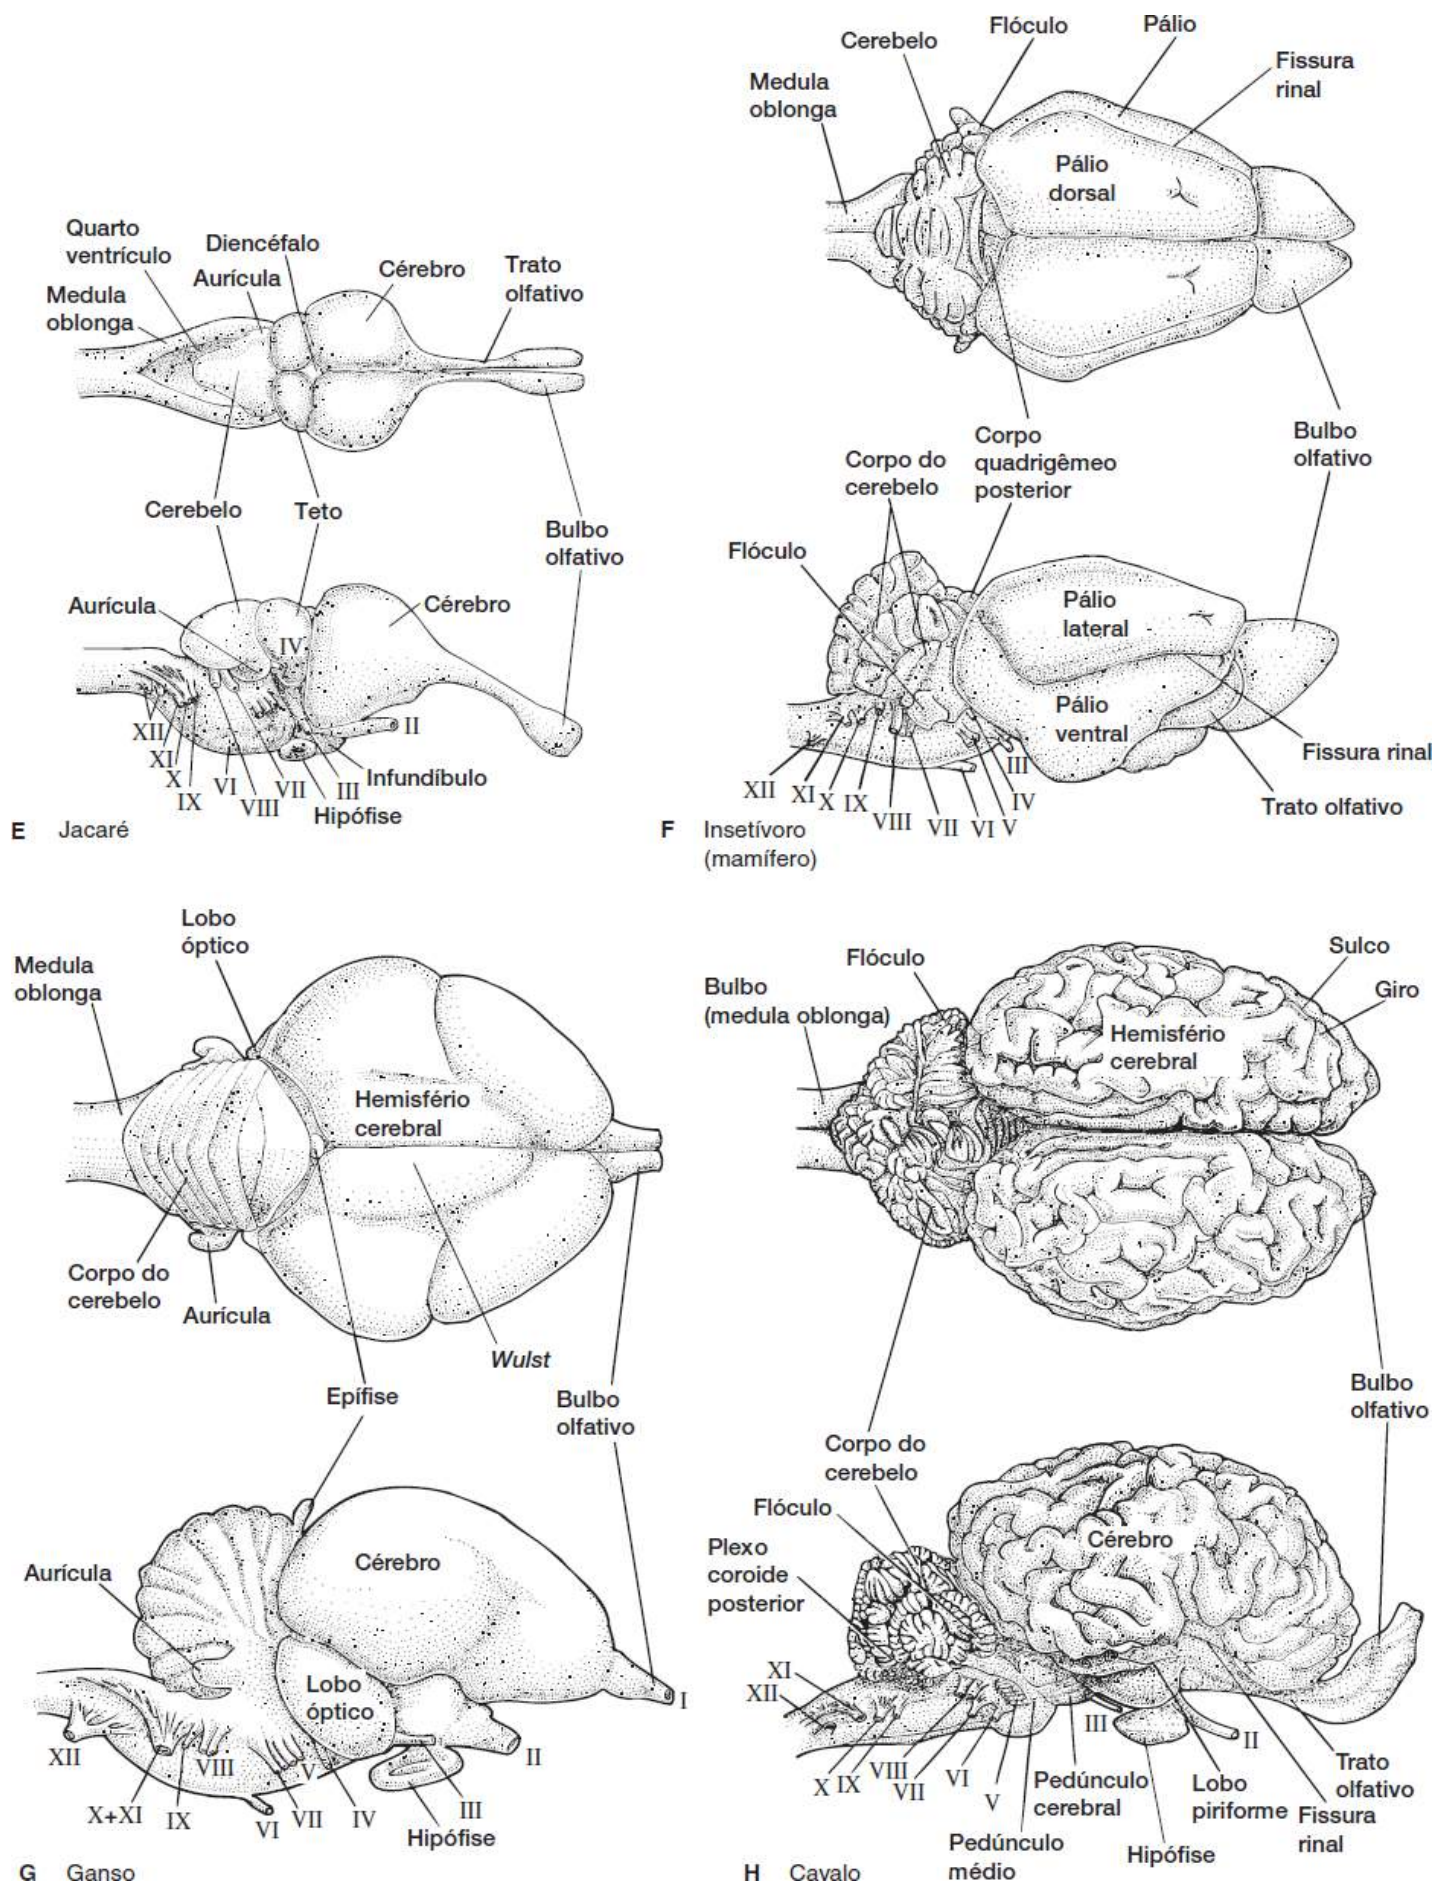 Quarto
ventrículo
Diencéfalo
Aurícula
Medula
oblonga
Cérebro
Trato
olfativo
Cerebelo
Teto
Bulbo
olfativo
Aurícula
Cérebro
IV
II
XII
XI
X
IX
VI
VIII
VII
III
Infundíbulo
Hipófise
E Jacaré
Flóculo
Pálio
Cerebelo
Fissura
rinal
Medula
oblonga
Pálio
dorsal
Corpo
quadrigêmeo
posterior
Corpo do
cerebelo
Bulbo
olfativo
Flóculo
Pálio
lateral
Pálio
ventral
Fissura rinal
Trato olfativo
XII
XI
X
IX
VIII
VII
VI
V
IV
III
F Insetívoro
(mamífero)
Lobo
óptico
Medula
oblonga
Hemisfério
cerebral
Corpo do
cerebelo
Aurícula
Wulst
Epífise
Bulbo
olfativo
Aurícula
Cérebro
Lobo
óptico
I
II
XII
X+XI
IX
VIII
VI
VII
V
IV
III
Hipófise
G Ganso
Flóculo
Sulco
Giro
Bulbo
(medula oblonga)
Hemisfério
cerebral
Bulbo
olfativo
Corpo do
cerebelo
Flóculo
Plexo
coroide
posterior
Cérebro
XI
XII
X
IX
VIII
VII
VI
V
III
II
Pedúnculo
cerebral
Pedúnculo
médio
Hipófise
Lobo
piriforme
Fissura
rinal
Trato
olfativo
H Cavalo